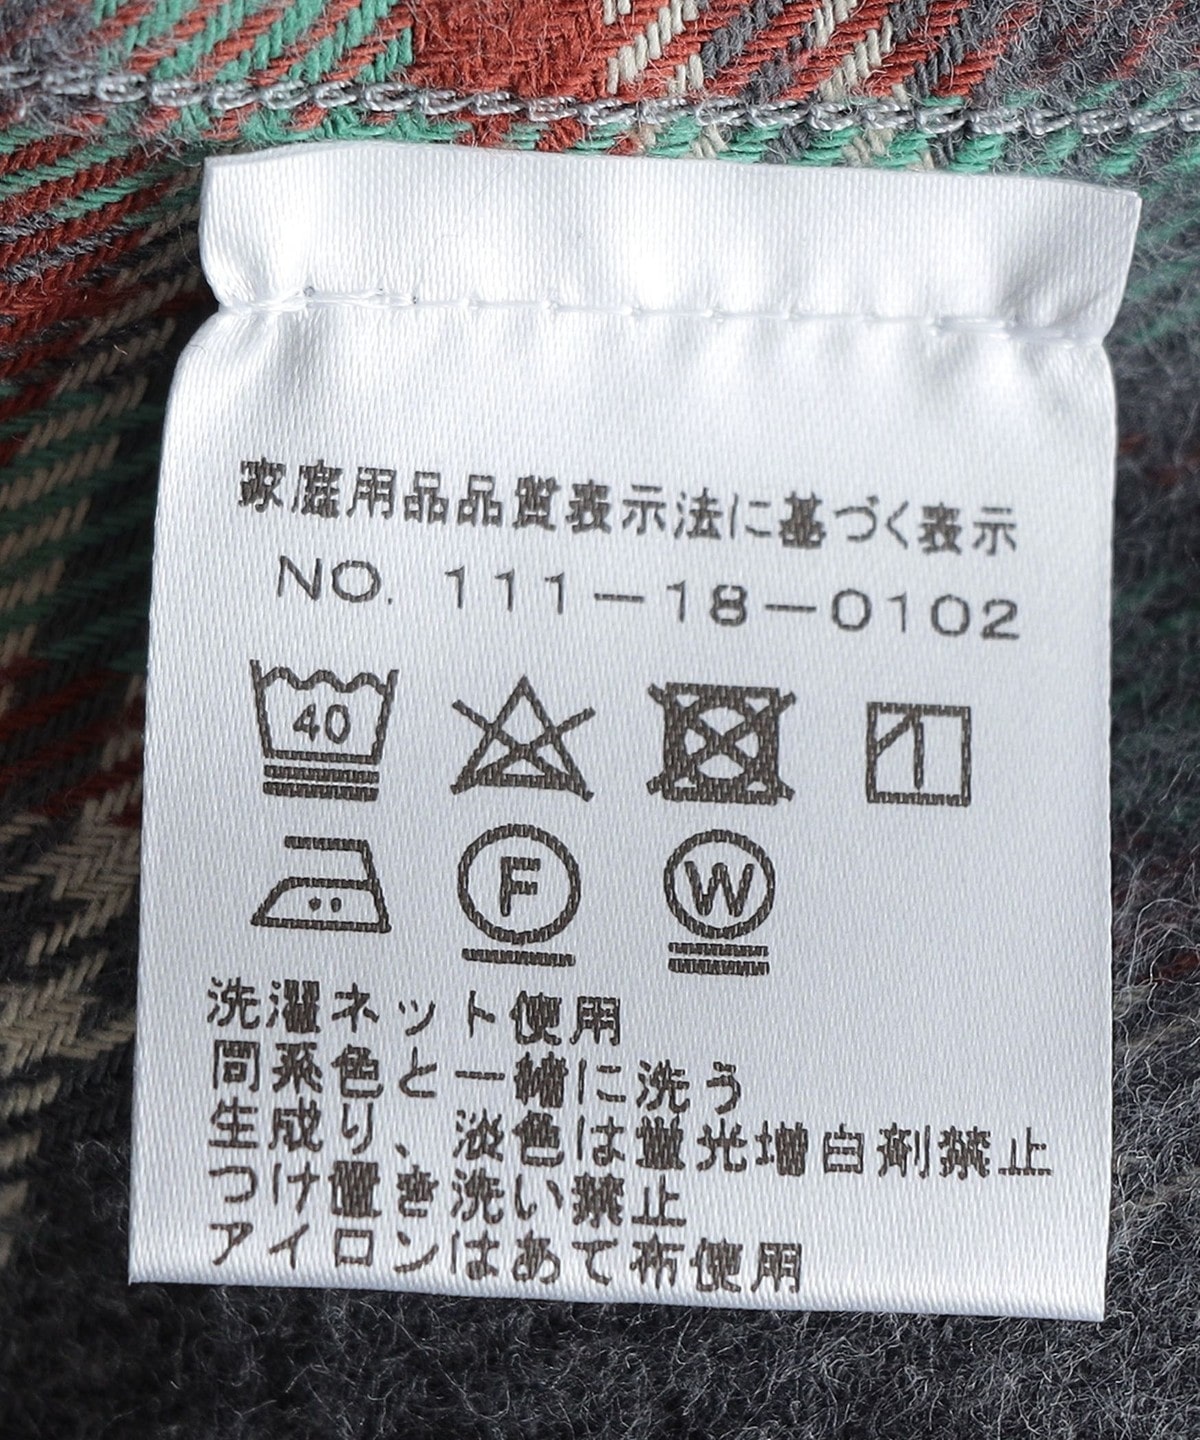 家庭用品品質表示法に基づく表示
NO. 111-18-0102
40
F
W
洗濯ネット使用
同系色と一緒に洗う
生成り、淡色は蛍光増白剤禁止
つけ置き洗い禁止
アイロンはあて布使用